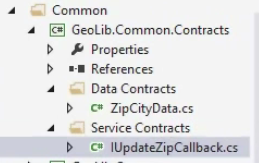 Common
C# GeoLib.Common.Contracts
Properties
References
Data Contracts
C# ZipCityData.cs
Service Contracts
C# IUpdateZipCallback.cs